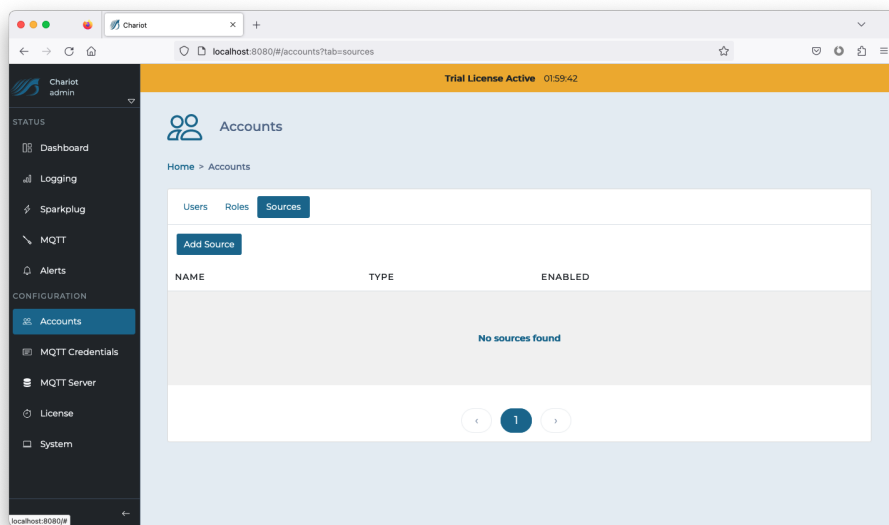 Chariot
localhost:8080/#/accounts?tab=sources
Chariot
admin
Trial License Active 01:59:42
STATUS
Dashboard
Logging
Sparkplug
MQTT
Alerts
CONFIGURATION
Accounts
MQTT Credentials
MQTT Server
License
System
Accounts
Home > Accounts
Users Roles Sources
Add Source
NAME TYPE ENABLED
No sources found
‹ 1 ›
localhost:8080/#